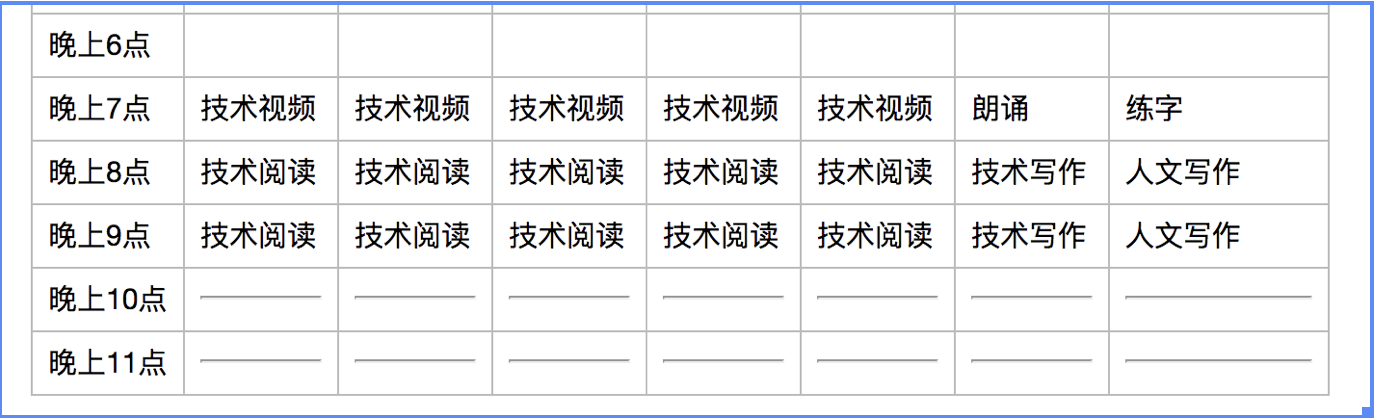 晚上6点
晚上7点 技术视频 技术视频 技术视频 技术视频 技术视频 朗诵 练字
晚上8点 技术阅读 技术阅读 技术阅读 技术阅读 技术阅读 技术写作 人文写作
晚上9点 技术阅读 技术阅读 技术阅读 技术阅读 技术阅读 技术写作 人文写作
晚上10点
晚上11点